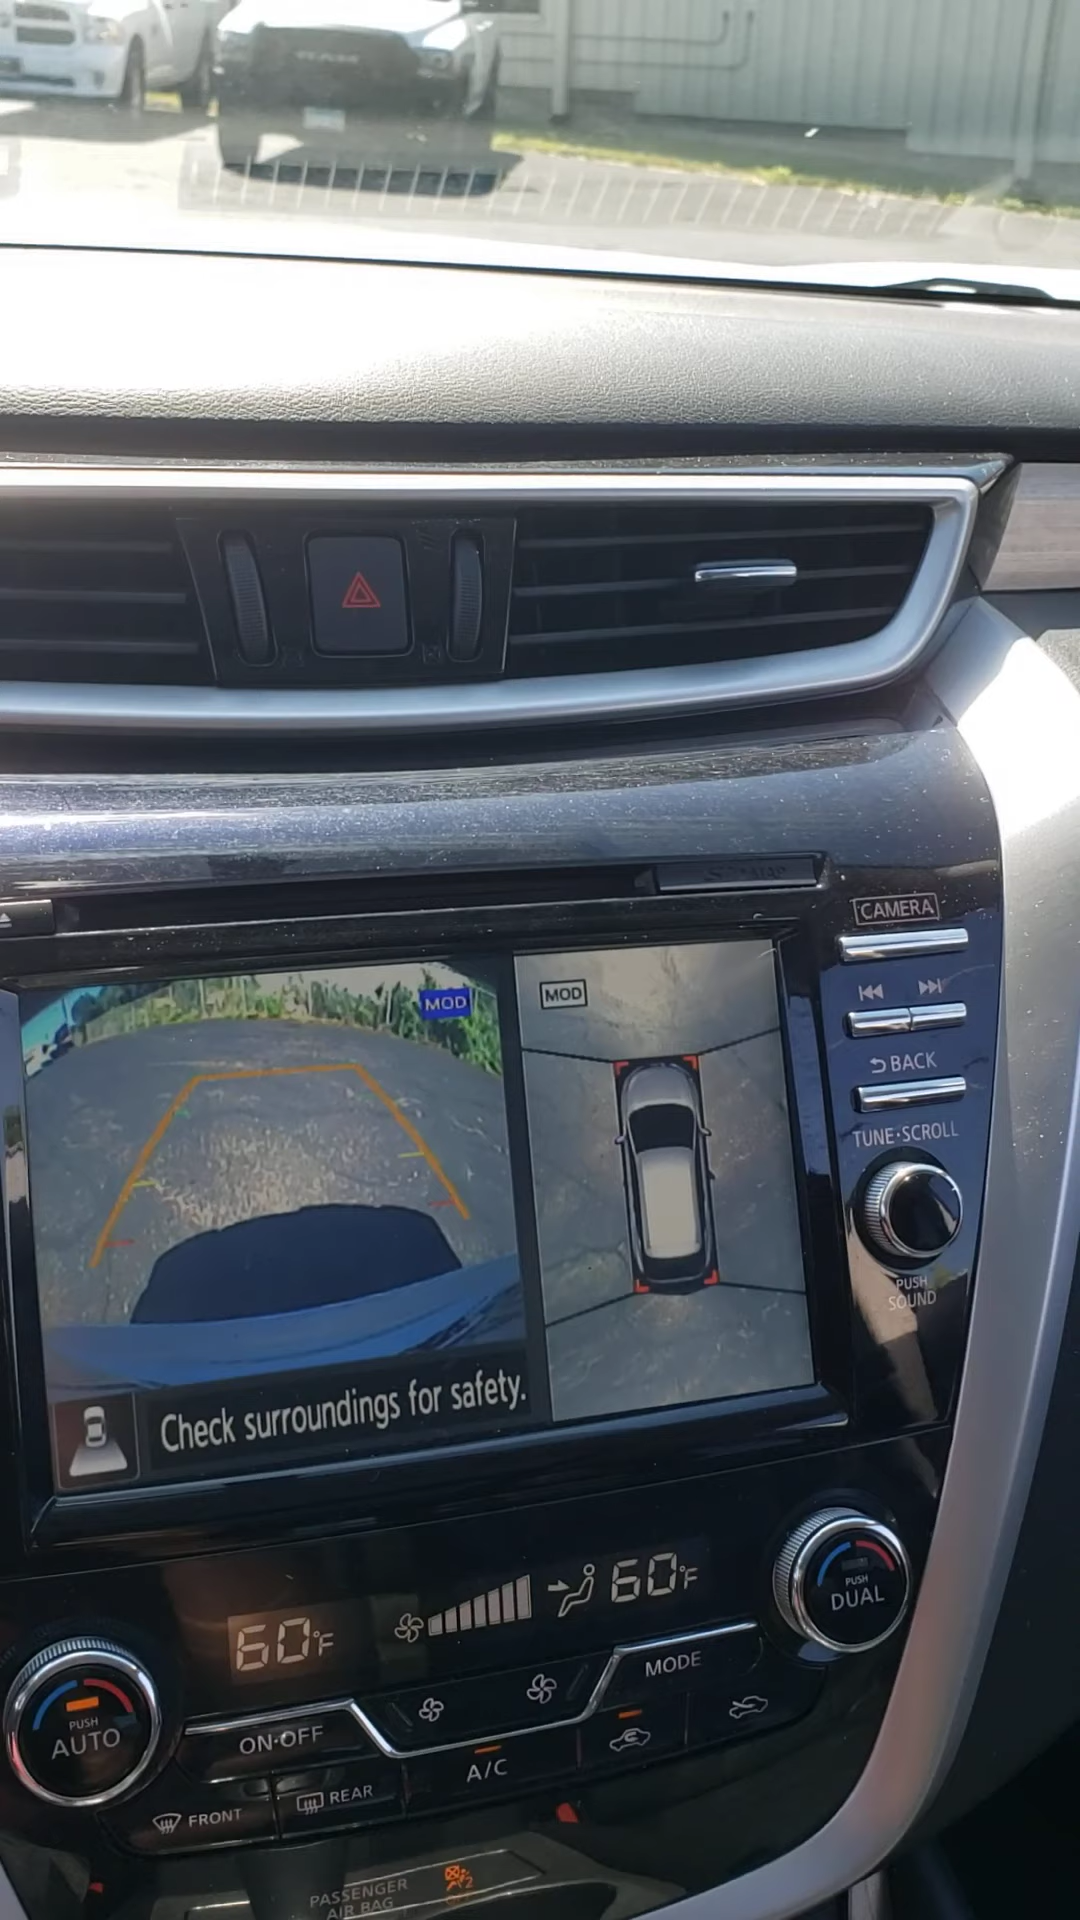 CAMERA
MOD
MOD
BACK
TUNE·SCROLL
PUSH
SOUND
Check surroundings for safety.
60°F
60°F
PUSH
DUAL
PUSH
AUTO
ON·OFF
MODE
A/C
FRONT
REAR
PASSENGER
AIR BAG
2